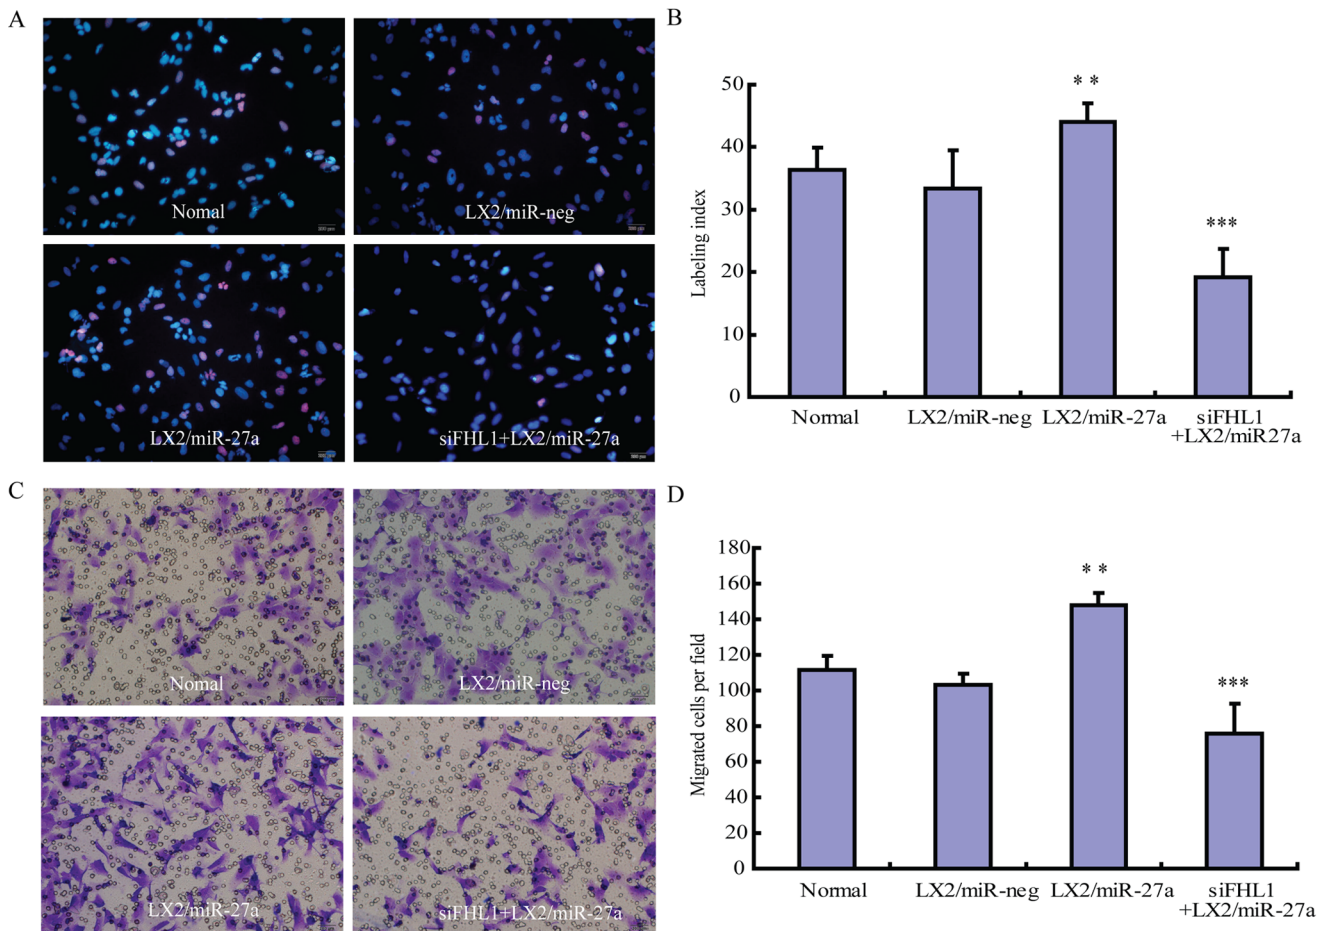 A
Nomal
LX2/miR-neg
LX2/miR-27a
siFHL1+LX2/miR-27a
B
Labeling index
50
40
30
20
10
0
* *
***
Normal
LX2/miR-neg
LX2/miR-27a
siFHL1
+LX2/miR27a
C
Nomal
LX2/miR-neg
LX2/miR-27a
siFHL1+LX2/miR-27a
D
Migrated cells per field
180
160
140
120
100
80
60
40
20
0
* *
***
Normal
LX2/miR-neg
LX2/miR-27a
siFHL1
+LX2/miR-27a